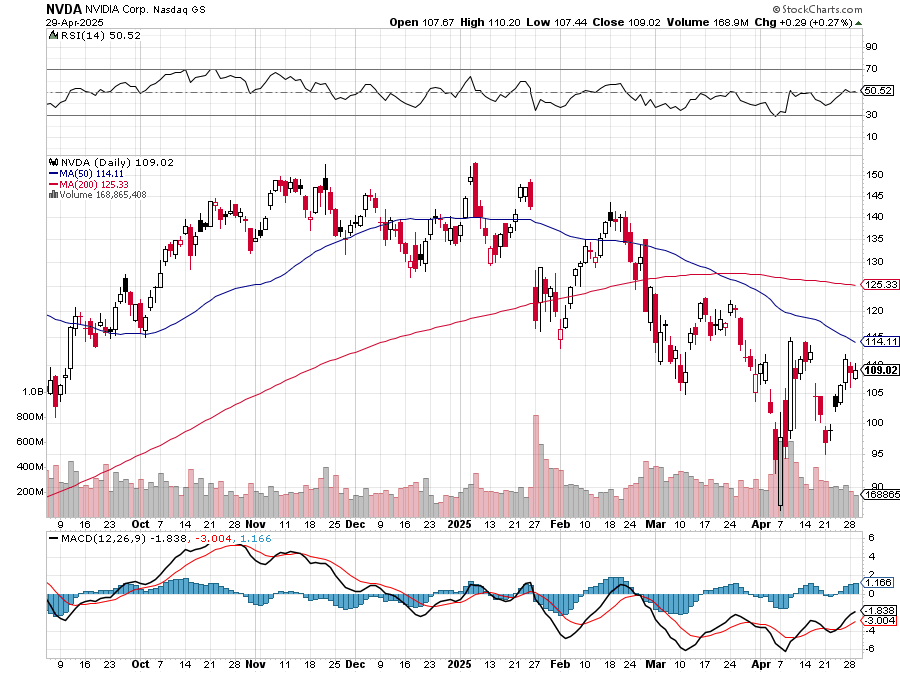 NVDA NVIDIA Corp. Nasdaq GS
© StockCharts.com
29-Apr-2025
Open 107.67 High 110.20 Low 107.44 Close 109.02 Volume 168.9M Chg +0.29 (+0.27%)
RSI(14) 50.52
90
70
50.52
30
10
NVDA (Daily) 109.02
MA(50) 114.11
MA(200) 125.33
Volume 168,865,408
150
145
140
135
130
125.33
120
115
114.11
110
109.02
105
100
95
90
168865
1.0B
800M
600M
400M
200M
9 16 23 Oct 7 14 21 28 Nov 11 18 25 Dec 9 16 23 2025 13 21 27 Feb 10 18 24 Mar 10 17 24 Apr 7 14 21 28
MACD(12,26,9) -1.838, -3.004, 1.166
6
4
2
1.166
0
-1.838
-3.004
-4
-6
9 16 23 Oct 7 14 21 28 Nov 11 18 25 Dec 9 16 23 2025 13 21 27 Feb 10 18 24 Mar 10 17 24 Apr 7 14 21 28